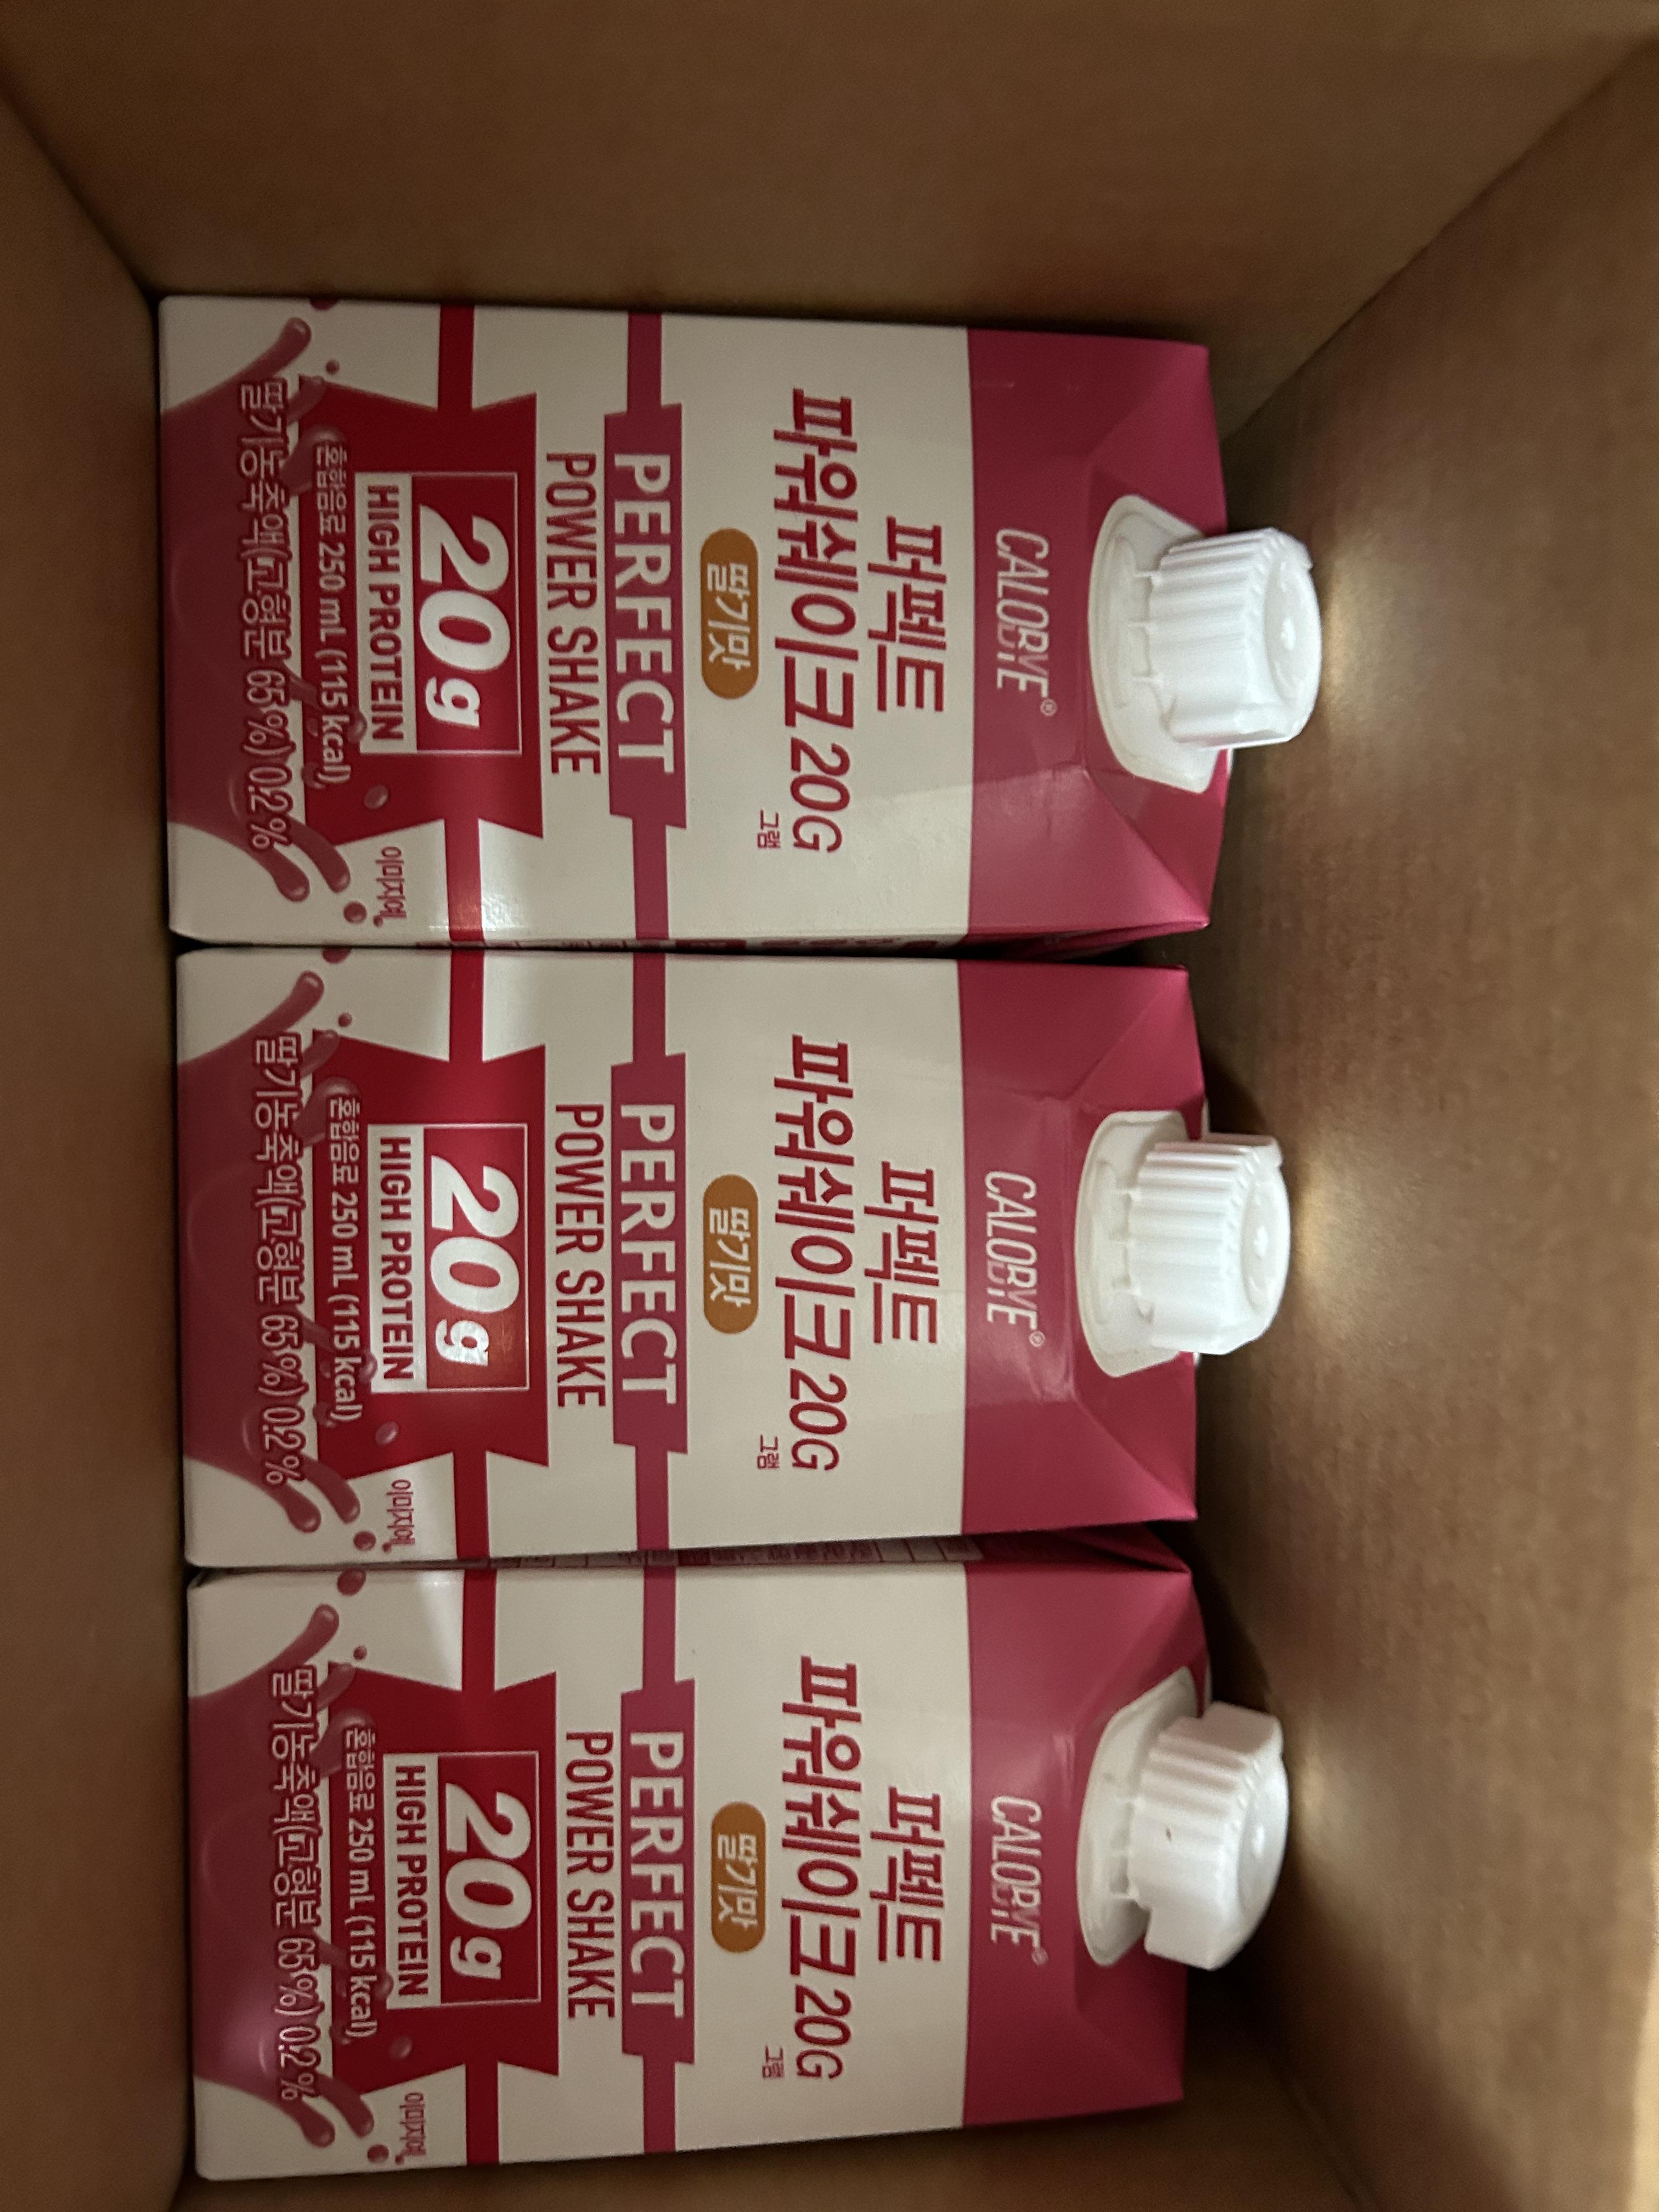 CALOBYE®
퍼펙트
파워쉐이크 20G
그램
딸기맛
PERFECT
POWER SHAKE
20g
HIGH PROTEIN
이미지예
혼합음료 250 mL (115 kcal),
딸기농축액(고형분 65 %) 0.2 %
CALOBYE®
퍼펙트
파워쉐이크 20G
그램
딸기맛
PERFECT
POWER SHAKE
20g
HIGH PROTEIN
이미지예
혼합음료 250 mL (115 kcal),
딸기농축액(고형분 65 %) 0.2 %
CALOBYE®
퍼펙트
파워쉐이크 20G
그램
딸기맛
PERFECT
POWER SHAKE
20g
HIGH PROTEIN
이미지예
혼합음료 250 mL (115 kcal),
딸기농축액(고형분 65 %) 0.2 %